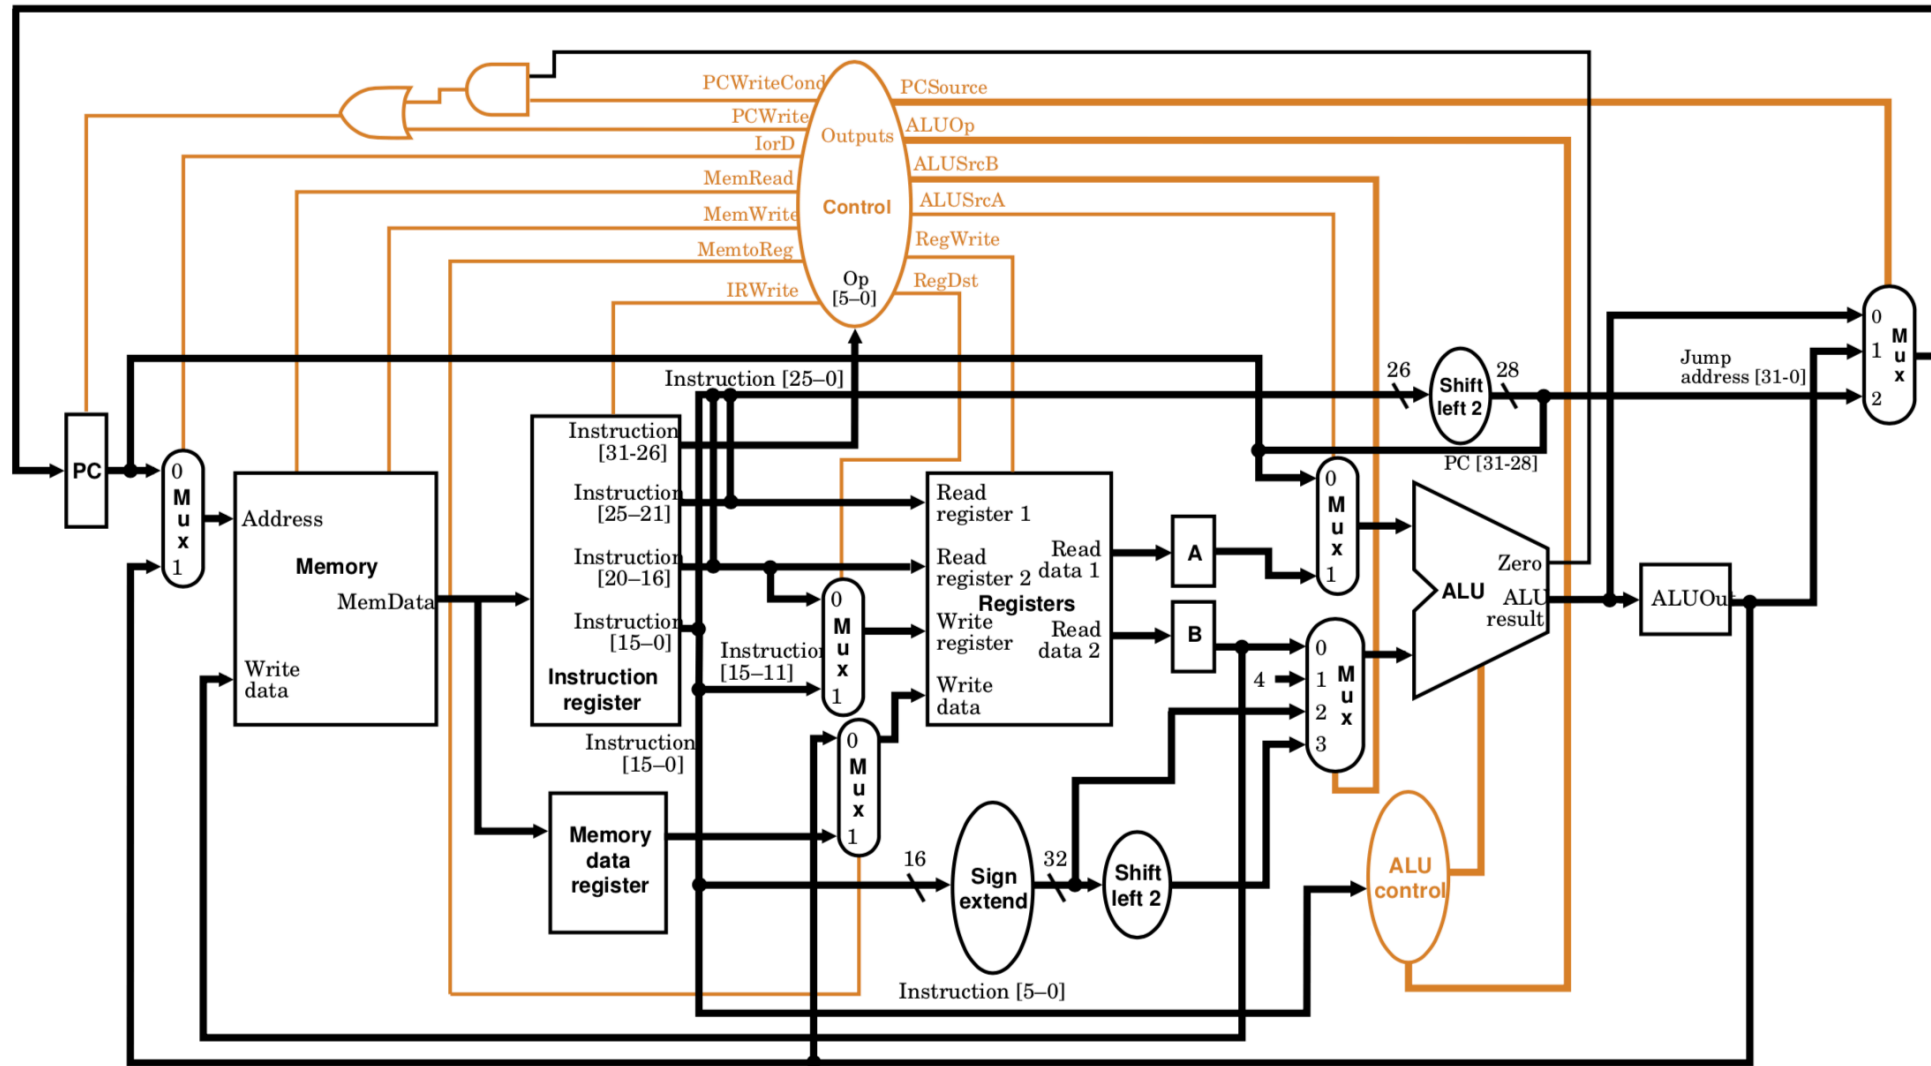 PCWriteCond
PCWrite
IorD
MemRead
MemWrite
MemtoReg
IRWrite
Outputs
Control
Op
[5–0]
PCSource
ALUOp
ALUSrcB
ALUSrcA
RegWrite
RegDst
PC
0
M
u
x
1
Address
Memory
MemData
Write
data
Instruction [25–0]
Instruction
[31-26]
Instruction
[25–21]
Instruction
[20–16]
Instruction
[15–0]
Instruction
register
Instruction
[15–11]
0
M
u
x
1
Instruction
[15–0]
Memory
data
register
0
M
u
x
1
Read
register 1
Read
register 2
Registers
Write
register
Write
data
Read
data 1
Read
data 2
A
B
16
Sign
extend
32
Shift
left 2
Instruction [5–0]
26
Shift
left 2
28
PC [31-28]
0
M
u
x
1
4
0
1
2
3
M
u
x
Zero
ALU
ALU
result
ALU
control
ALUOut
Jump
address [31-0]
0
1
2
M
u
x